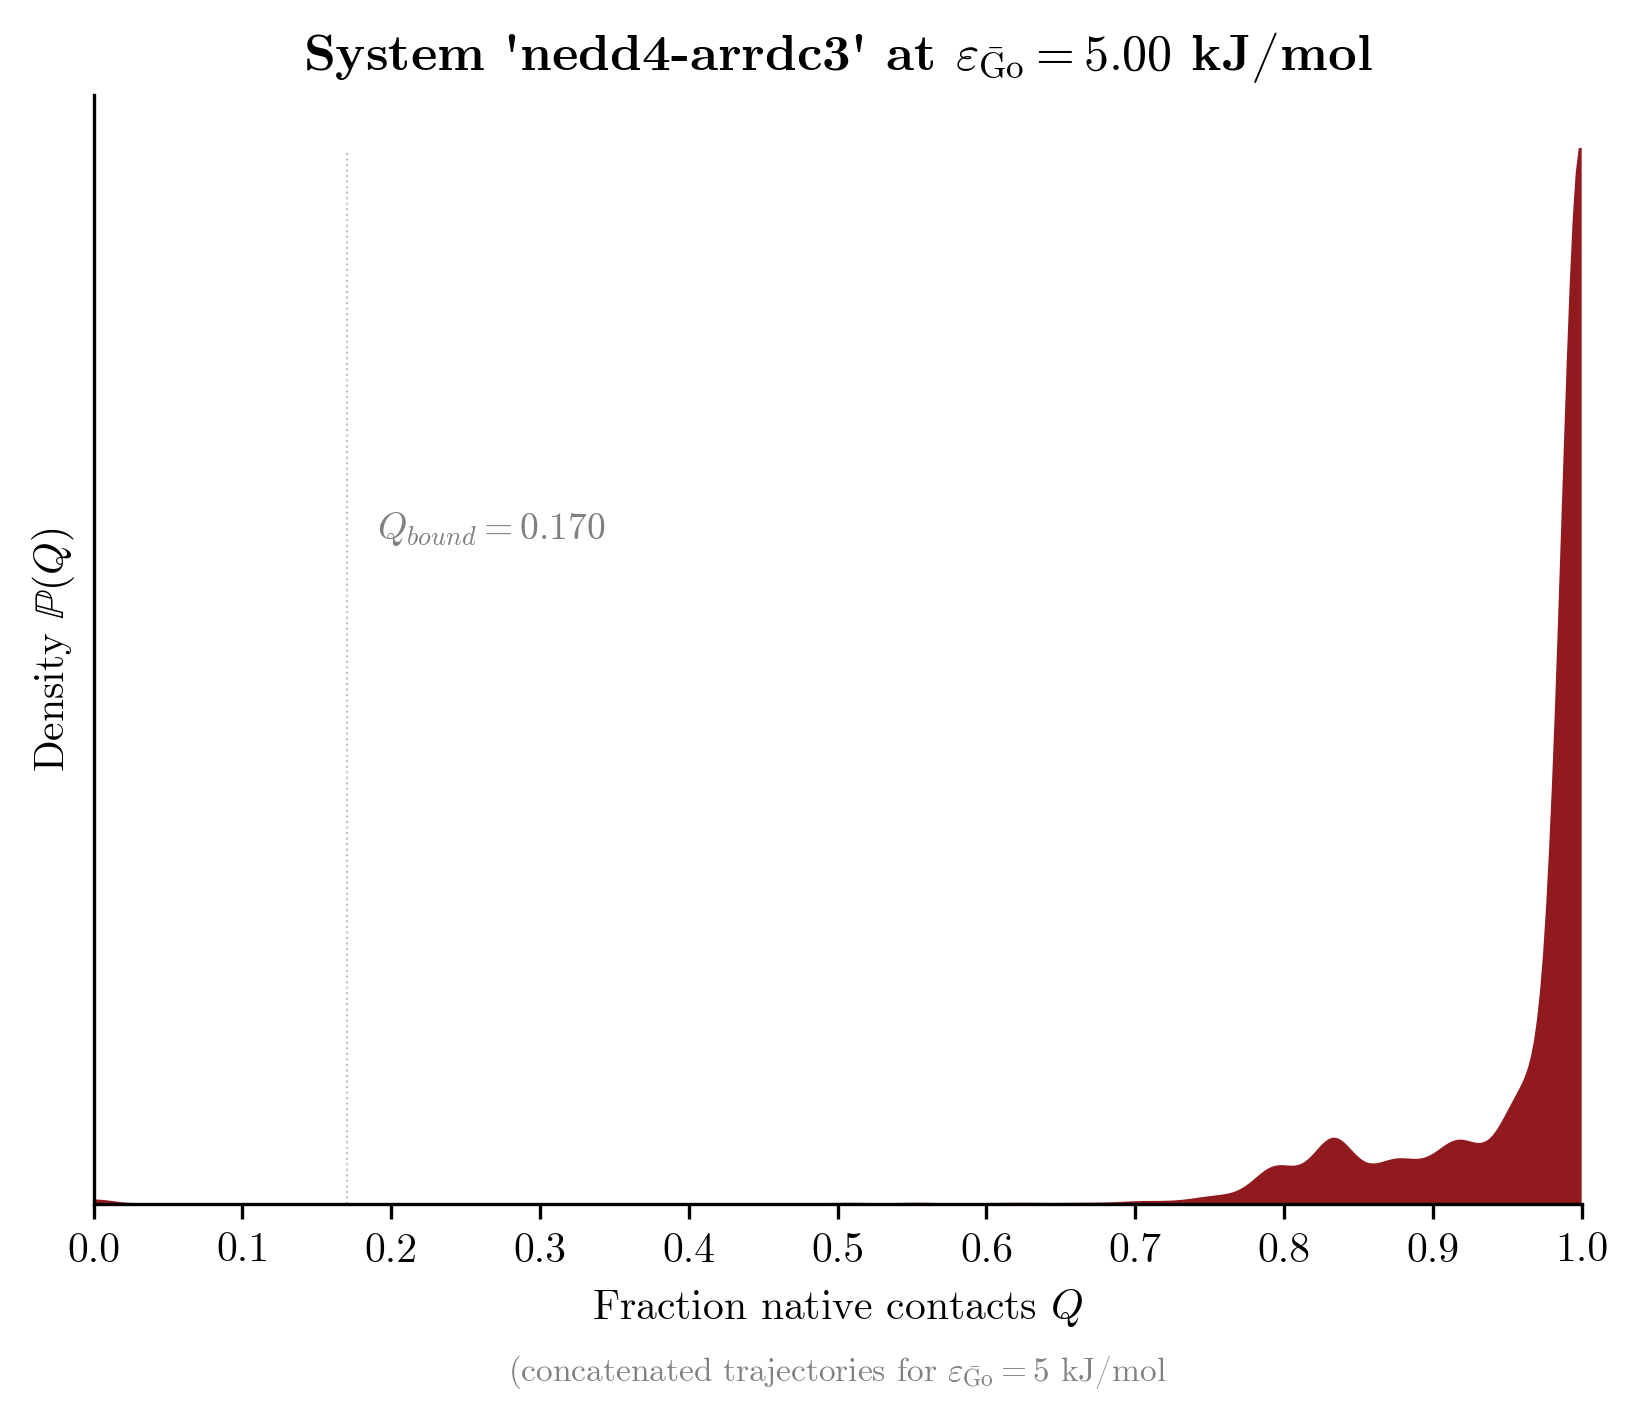 System 'nedd4-arrdc3' at ε_Ḡo = 5.00 kJ/mol
Density ℙ(Q)
Q_bound = 0.170
0.0 0.1 0.2 0.3 0.4 0.5 0.6 0.7 0.8 0.9 1.0
Fraction native contacts Q
(concatenated trajectories for ε_Ḡo = 5 kJ/mol